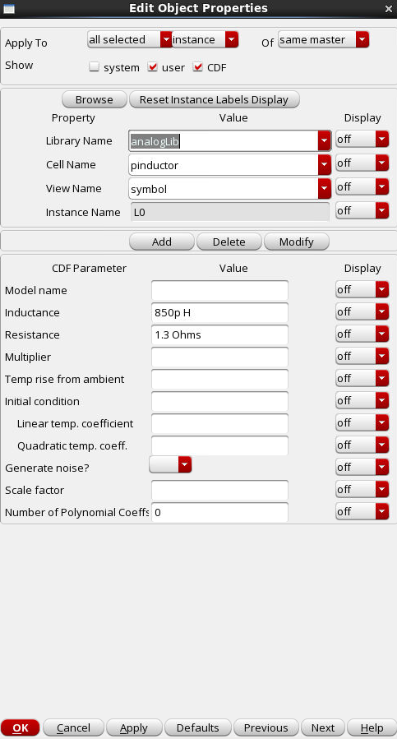 Edit Object Properties
Apply To all selected instance Of same master
Show system user CDF
Browse Reset Instance Labels Display
Property Value Display
Library Name analogLib off
Cell Name pinductor off
View Name symbol off
Instance Name L0 off
Add Delete Modify
CDF Parameter Value Display
Model name off
Inductance 850p H off
Resistance 1.3 Ohms off
Multiplier off
Temp rise from ambient off
Initial condition off
Linear temp. coefficient off
Quadratic temp. coeff. off
Generate noise? off
Scale factor off
Number of Polynomial Coeffs 0 off
OK Cancel Apply Defaults Previous Next Help